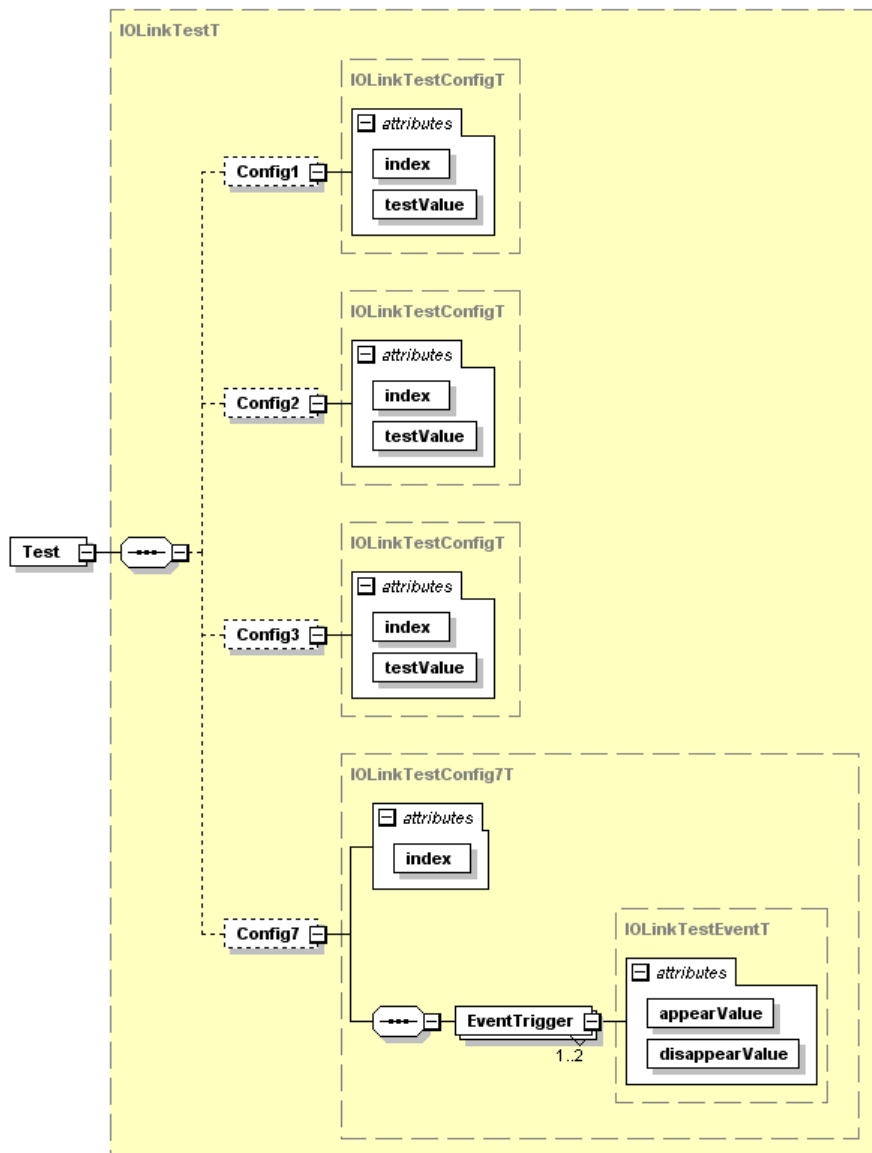 IOLinkTestT
IOLinkTestConfigT
attributes
Config1
index
testValue
IOLinkTestConfigT
attributes
Config2
index
testValue
Test
IOLinkTestConfigT
attributes
Config3
index
testValue
IOLinkTestConfig7T
attributes
index
Config7
IOLinkTestEventT
attributes
EventTrigger
1..2
appearValue
disappearValue